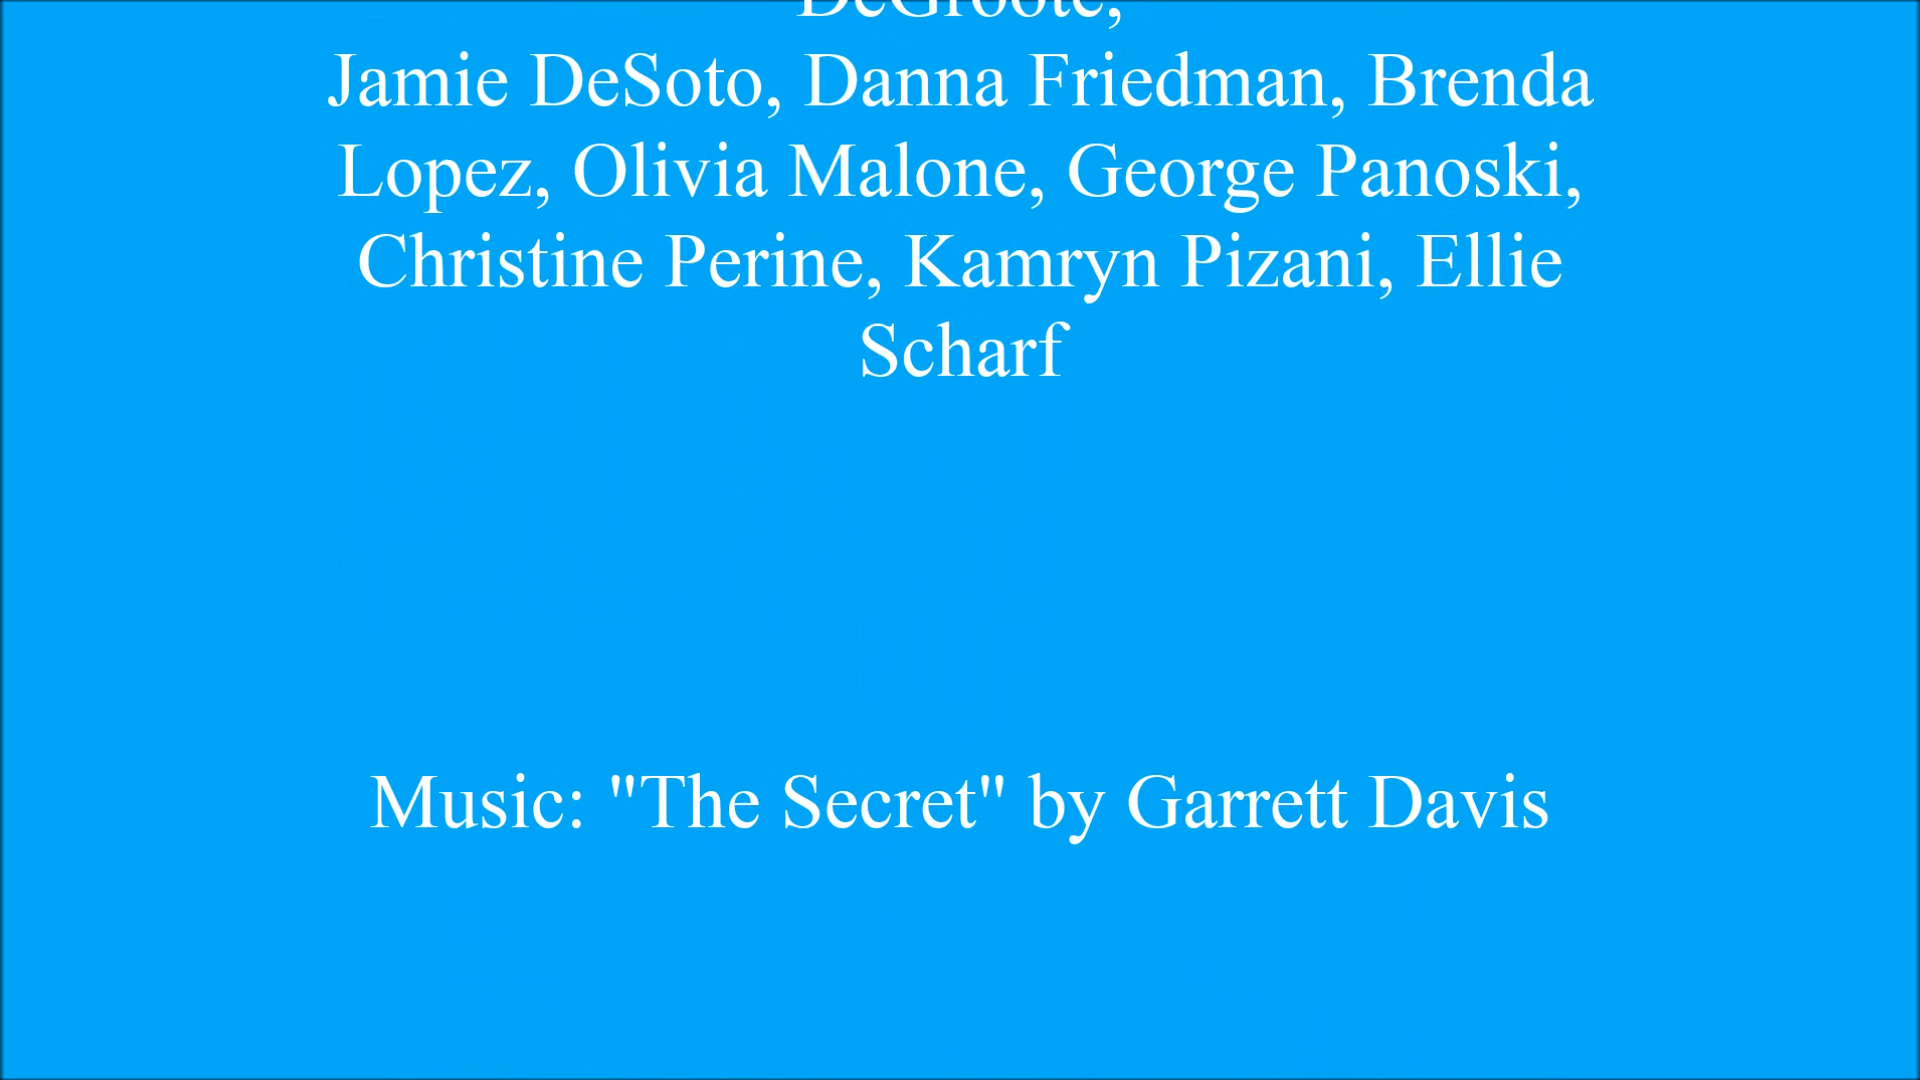 DeGroote,
Jamie DeSoto, Danna Friedman, Brenda
Lopez, Olivia Malone, George Panoski,
Christine Perine, Kamryn Pizani, Ellie
Scharf
Music: "The Secret" by Garrett Davis